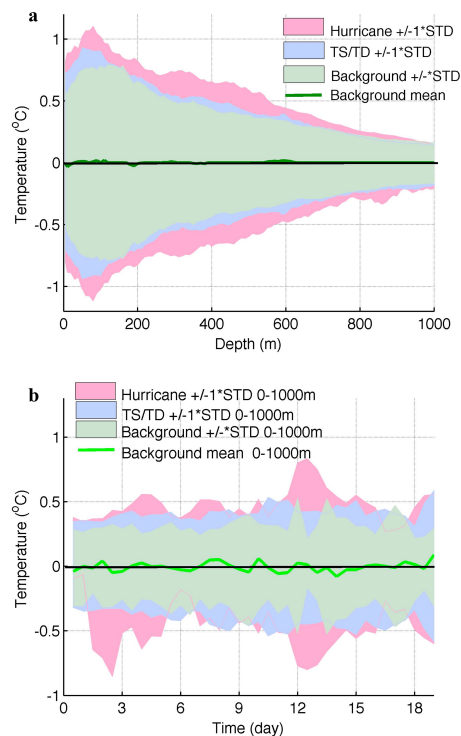 a
Hurricane +/-1*STD
TS/TD +/-1*STD
Background +/-*STD
Background mean
1
0.5
0
-0.5
-1
Temperature (°C)
0 200 400 600 800 1000
Depth (m)
b
Hurricane +/-1*STD 0-1000m
TS/TD +/-1*STD 0-1000m
Background +/-*STD 0-1000m
Background mean 0-1000m
1
0.5
0
-0.5
-1
Temperature (°C)
0 3 6 9 12 15 18
Time (day)